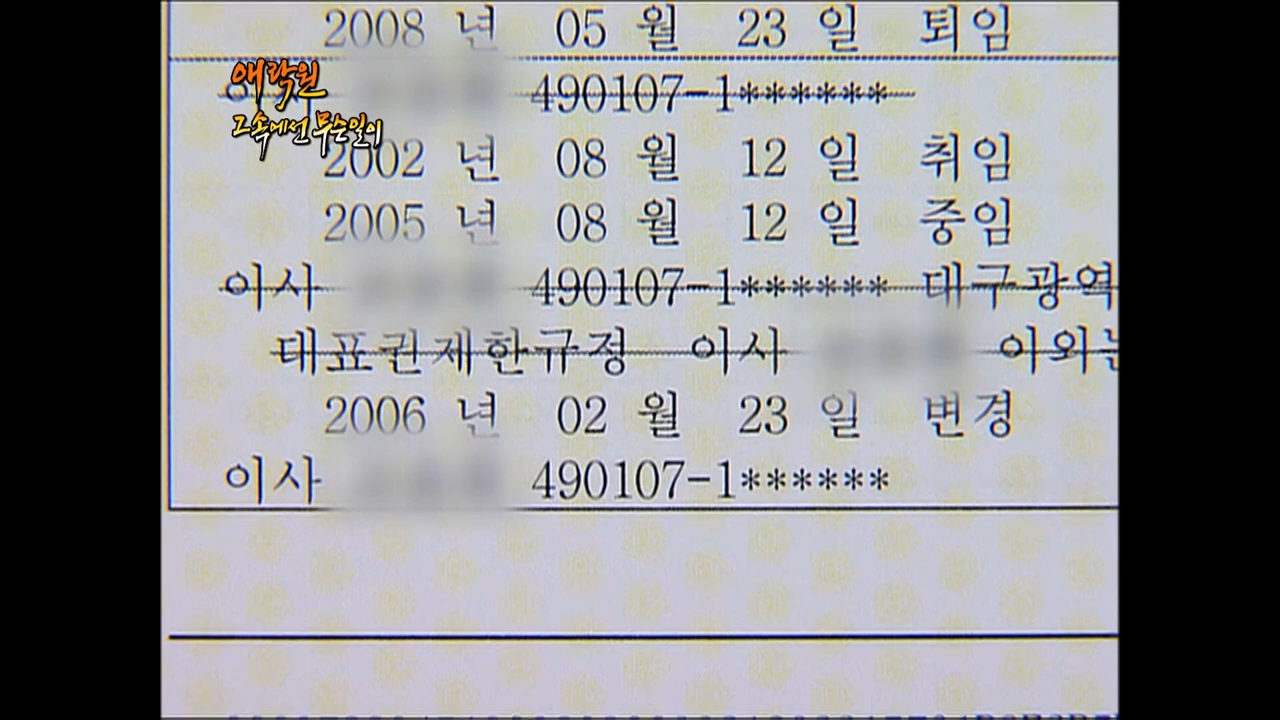 2008 년 05 월 23 일 퇴임
애락원
그속에선 무슨일이
490107-1******
2002 년 08 월 12 일 취임
2005 년 08 월 12 일 중임
이사 490107-1****** 대구광역
대표권제한규정 이사 이외는
2006 년 02 월 23 일 변경
이사 490107-1******